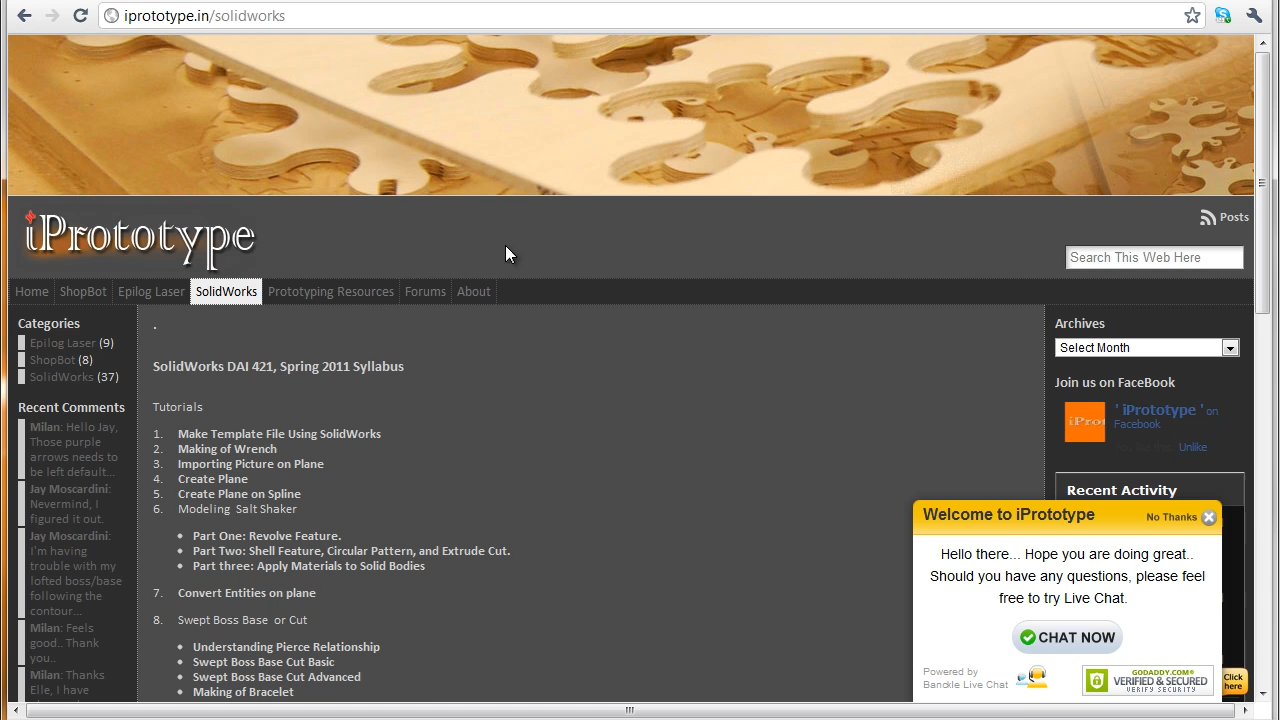 iprototype.in/solidworks
iPrototype
Posts
Search This Web Here
Home ShopBot Epilog Laser SolidWorks Prototyping Resources Forums About
Categories
Epilog Laser (9)
ShopBot (8)
SolidWorks (37)
Recent Comments
Milan: Hello Jay,
Those purple
arrows needs to
be left default...
Jay Moscardini:
Nevermind, I
figured it out.
Jay Moscardini:
I'm having
trouble with my
lofted boss/base
following the
contour...
Milan: Feels
good.. Thank
you..
Milan: Thanks
Elle, I have
.
SolidWorks DAI 421, Spring 2011 Syllabus
Tutorials
1. Make Template File Using SolidWorks
2. Making of Wrench
3. Importing Picture on Plane
4. Create Plane
5. Create Plane on Spline
6. Modeling Salt Shaker
• Part One: Revolve Feature.
• Part Two: Shell Feature, Circular Pattern, and Extrude Cut.
• Part three: Apply Materials to Solid Bodies
7. Convert Entities on plane
8. Swept Boss Base or Cut
• Understanding Pierce Relationship
• Swept Boss Base Cut Basic
• Swept Boss Base Cut Advanced
• Making of Bracelet
Archives
Select Month
Join us on FaceBook
' iPrototype ' on
Facebook
Unlike
Recent Activity
Welcome to iPrototype
No Thanks
Hello there... Hope you are doing great..
Should you have any questions, please feel
free to try Live Chat.
CHAT NOW
Powered by
Banckle Live Chat
GODADDY.COM®
VERIFIED & SECURED
VERIFY SECURITY
Click
here